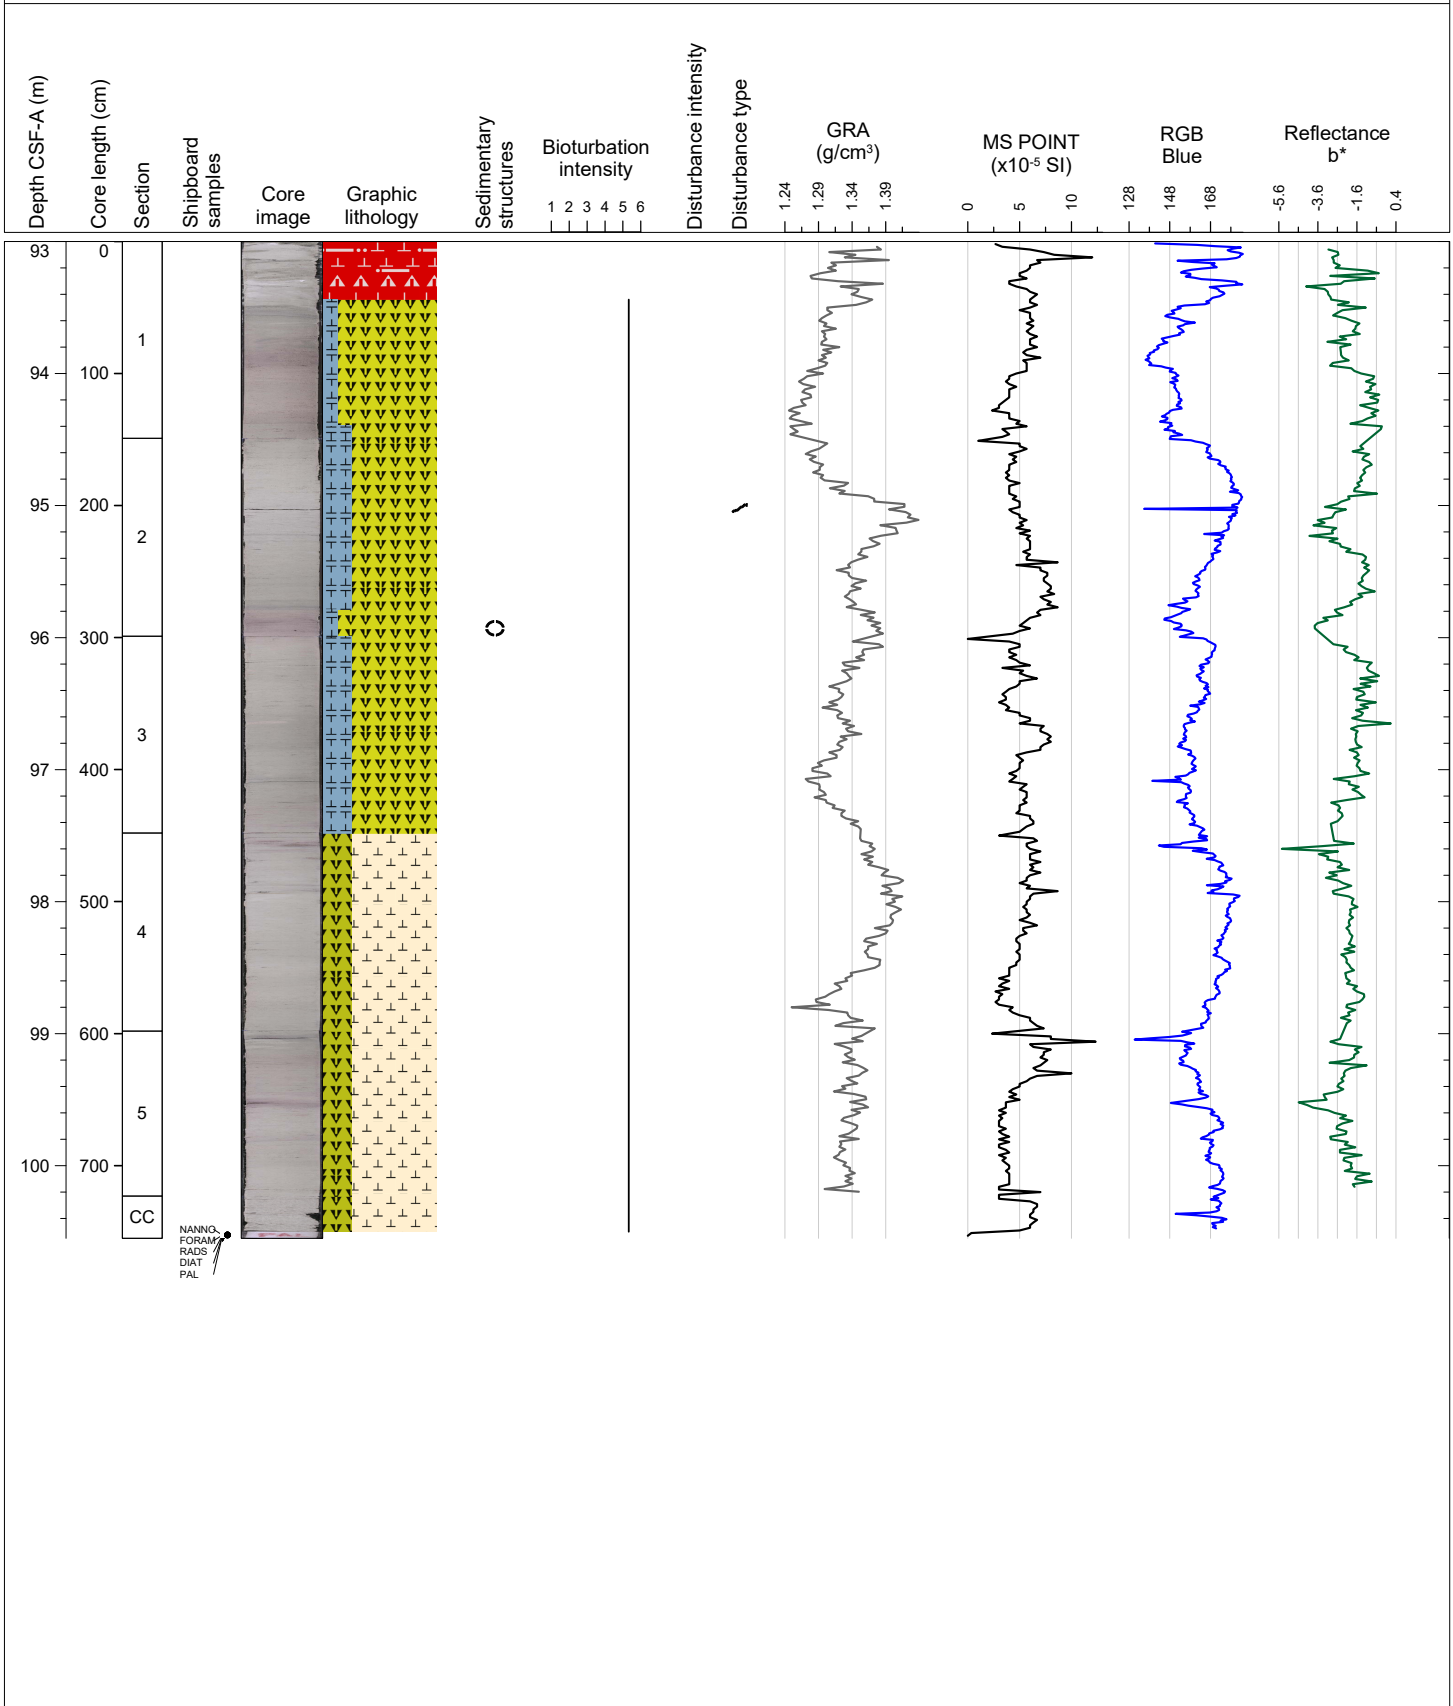 Depth CSF-A (m)
Core length (cm)
Section
Shipboard
samples
Core
image
Graphic
lithology
Sedimentary
structures
Bioturbation
intensity
1 2 3 4 5 6
Disturbance intensity
Disturbance type
GRA
(g/cm³)
1.24 1.29 1.34 1.39
MS POINT
(x10⁻⁵ SI)
0 5 10
RGB
Blue
128 148 168
Reflectance
b*
-5.6 -3.6 -1.6 0.4
93 0
1
94 100
95 200
2
96 300
3
97 400
98 500
4
99 600
5
100 700
CC
NANNO
FORAM
RADS
DIAT
PAL